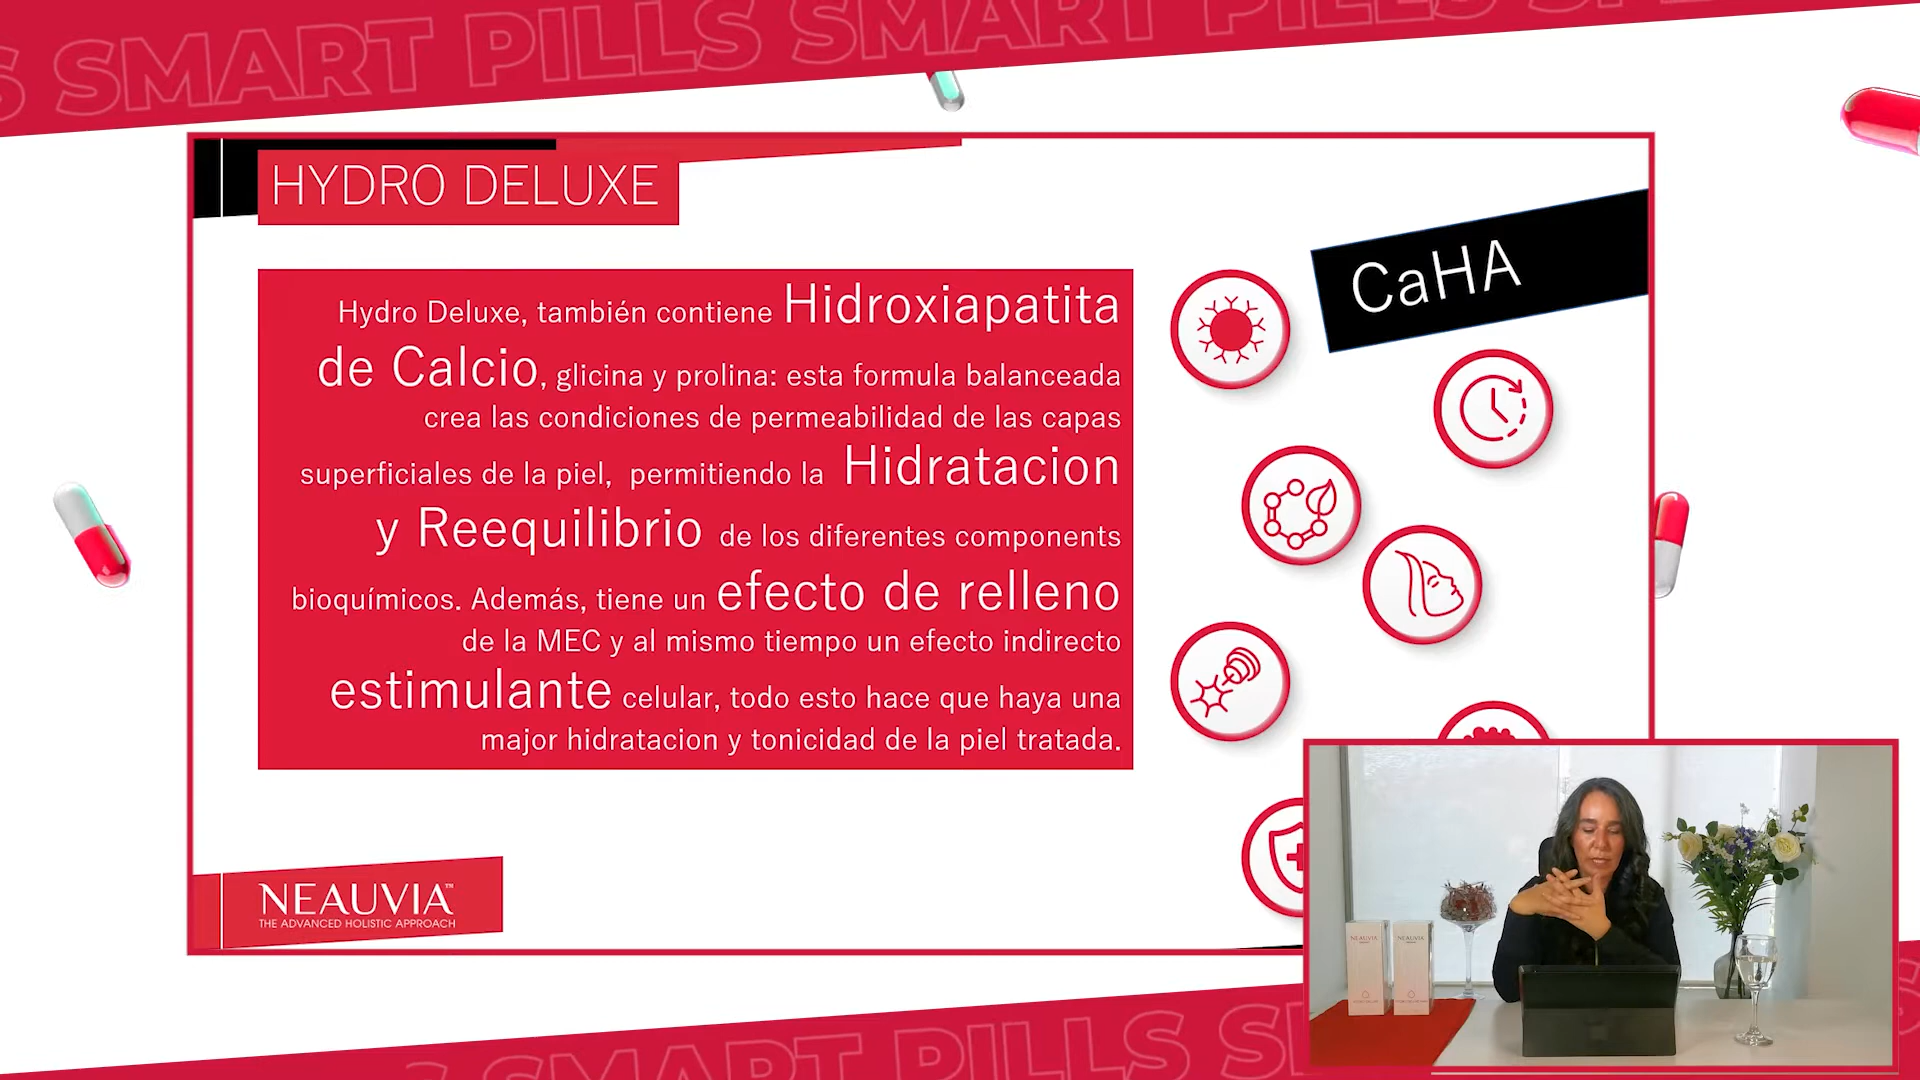 SMART PILLS SMART PILLS
HYDRO DELUXE
CaHA
Hydro Deluxe, también contiene Hidroxiapatita
de Calcio, glicina y prolina: esta formula balanceada
crea las condiciones de permeabilidad de las capas
superficiales de la piel, permitiendo la Hidratacion
y Reequilibrio de los diferentes components
bioquímicos. Además, tiene un efecto de relleno
de la MEC y al mismo tiempo un efecto indirecto
estimulante celular, todo esto hace que haya una
major hidratacion y tonicidad de la piel tratada.
NEAUVIA™
THE ADVANCED HOLISTIC APPROACH
NEAUVIA NEAUVIA
SMART PILLS